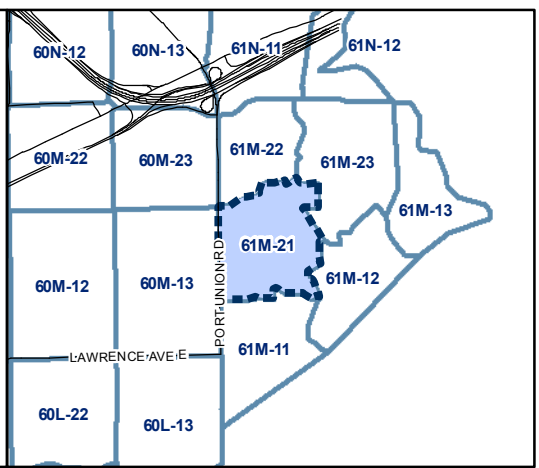 60N-12
60N-13
61N-11
61N-12
60M-22
60M-23
61M-22
61M-23
61M-13
61M-21
60M-12
60M-13
61M-12
PORT UNION RD
61M-11
LAWRENCE AVE E
60L-22
60L-13